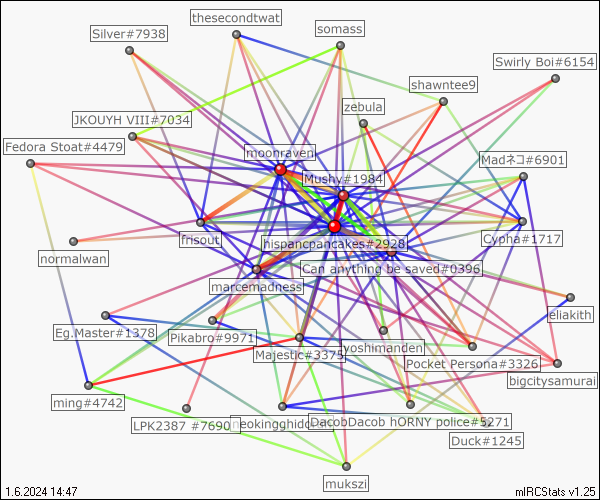 thesecondtwat
somass
Silver#7938
Swirly Boi#6154
shawntee9
zebula
JKOUYH VIII#7034
Fedora Stoat#4479
moonraven
Madネコ#6901
Mushy#1984
frisout
hispancpancakes#2928
Cypha#1717
normalwan
Can anything be saved#0396
marcemadness
eliakith
Eg.Master#1378
Pikabro#9971
yoshimanden
Majestic#3375
Pocket Persona#3326
bigcitysamurai
ming#4742
LPK2387 #7690
DacobDacob hORNY police#5271
Duck#1245
mukszi
1.6.2024 14:47
mIRCStats v1.25